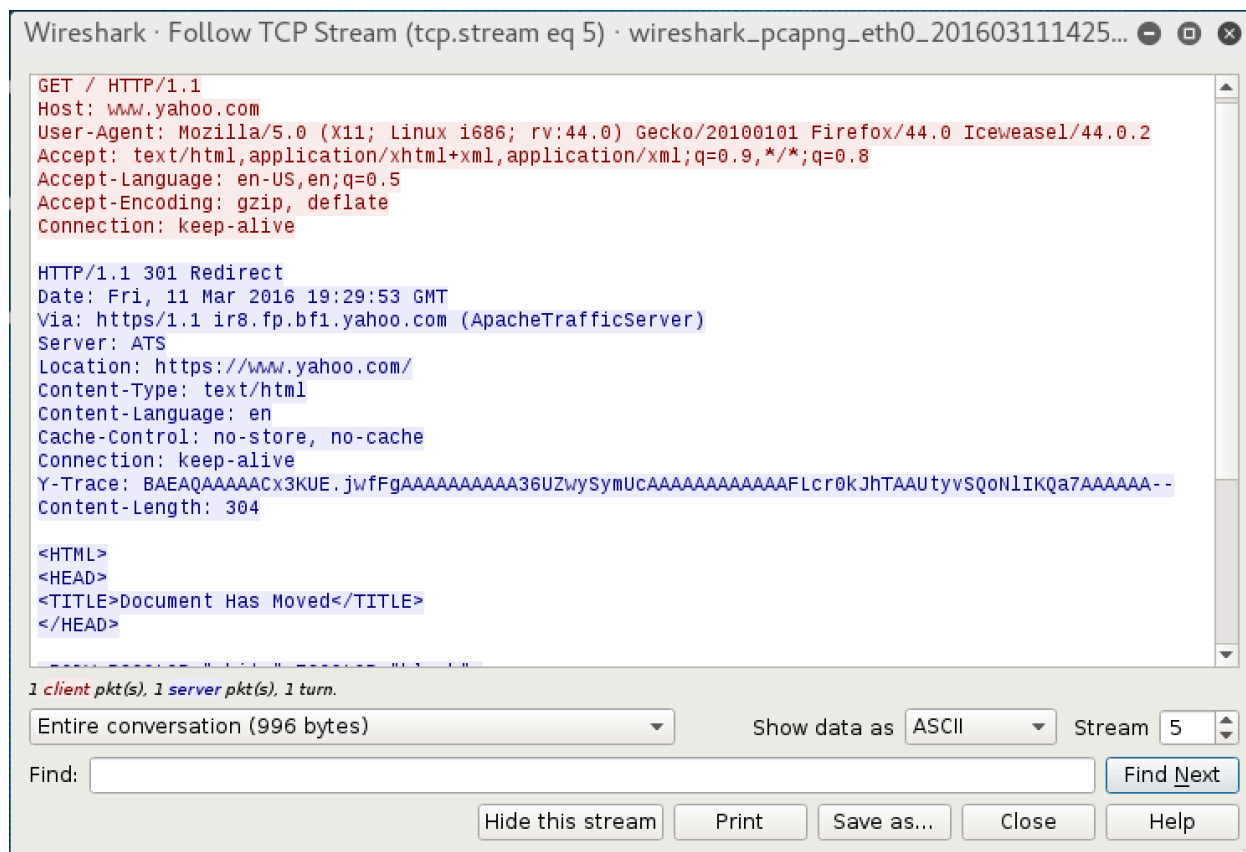 Wireshark · Follow TCP Stream (tcp.stream eq 5) · wireshark_pcapng_eth0_201603111425...
GET / HTTP/1.1
Host: www.yahoo.com
User-Agent: Mozilla/5.0 (X11; Linux i686; rv:44.0) Gecko/20100101 Firefox/44.0 Iceweasel/44.0.2
Accept: text/html,application/xhtml+xml,application/xml;q=0.9,*/*;q=0.8
Accept-Language: en-US,en;q=0.5
Accept-Encoding: gzip, deflate
Connection: keep-alive
HTTP/1.1 301 Redirect
Date: Fri, 11 Mar 2016 19:29:53 GMT
Via: https/1.1 ir8.fp.bf1.yahoo.com (ApacheTrafficServer)
Server: ATS
Location: https://www.yahoo.com/
Content-Type: text/html
Content-Language: en
Cache-Control: no-store, no-cache
Connection: keep-alive
Y-Trace: BAEAQAAAAACx3KUE.jwfFgAAAAAAAAAA36UZwySymUcAAAAAAAAAAAAFLcr0kJhTAAUtyvSQoNlIKQa7AAAAAA--
Content-Length: 304
<HTML>
<HEAD>
<TITLE>Document Has Moved</TITLE>
</HEAD>
1 client pkt(s), 1 server pkt(s), 1 turn.
Entire conversation (996 bytes) Show data as ASCII Stream 5
Find: Find Next
Hide this stream Print Save as... Close Help